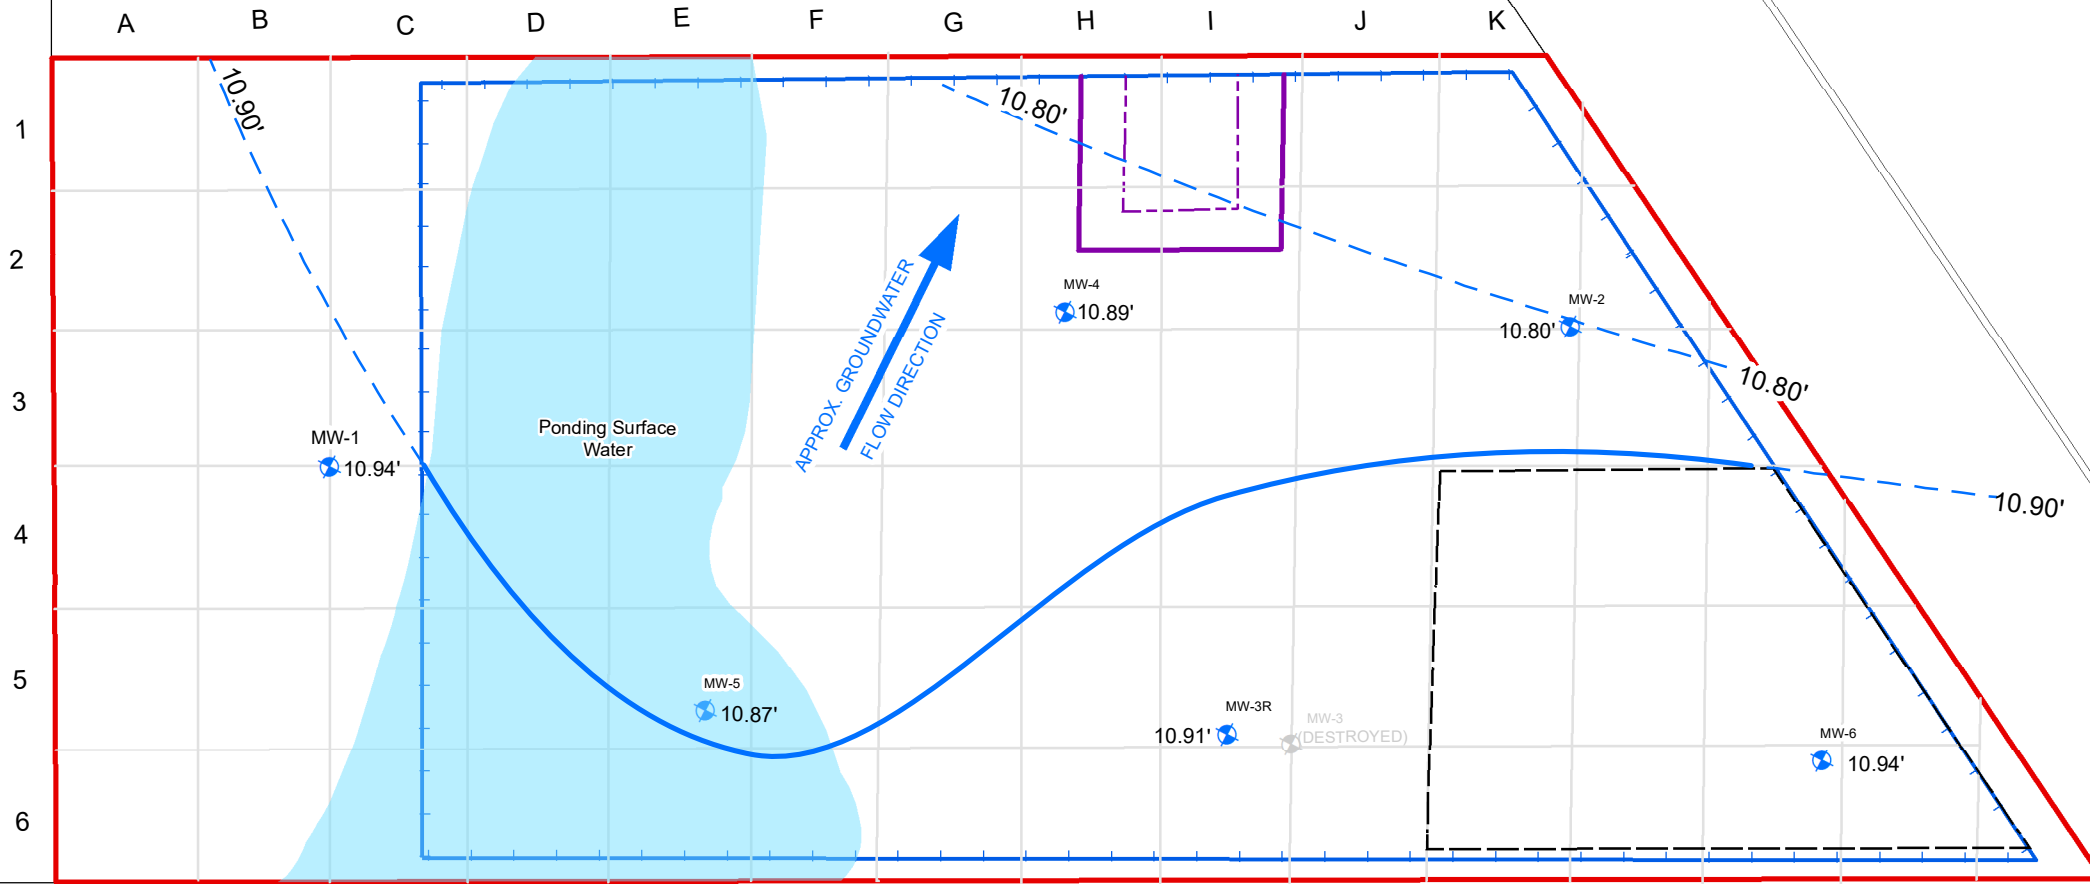 A B C D E F G H I J K
10.90'
10.80'
1
2
MW-4
10.89'
MW-2
10.80'
APPROX. GROUNDWATER
FLOW DIRECTION
10.80'
3
Ponding Surface
Water
MW-1
10.94'
10.90'
4
5
MW-5
10.87'
MW-3R
10.91'
MW-3
(DESTROYED)
MW-6
10.94'
6